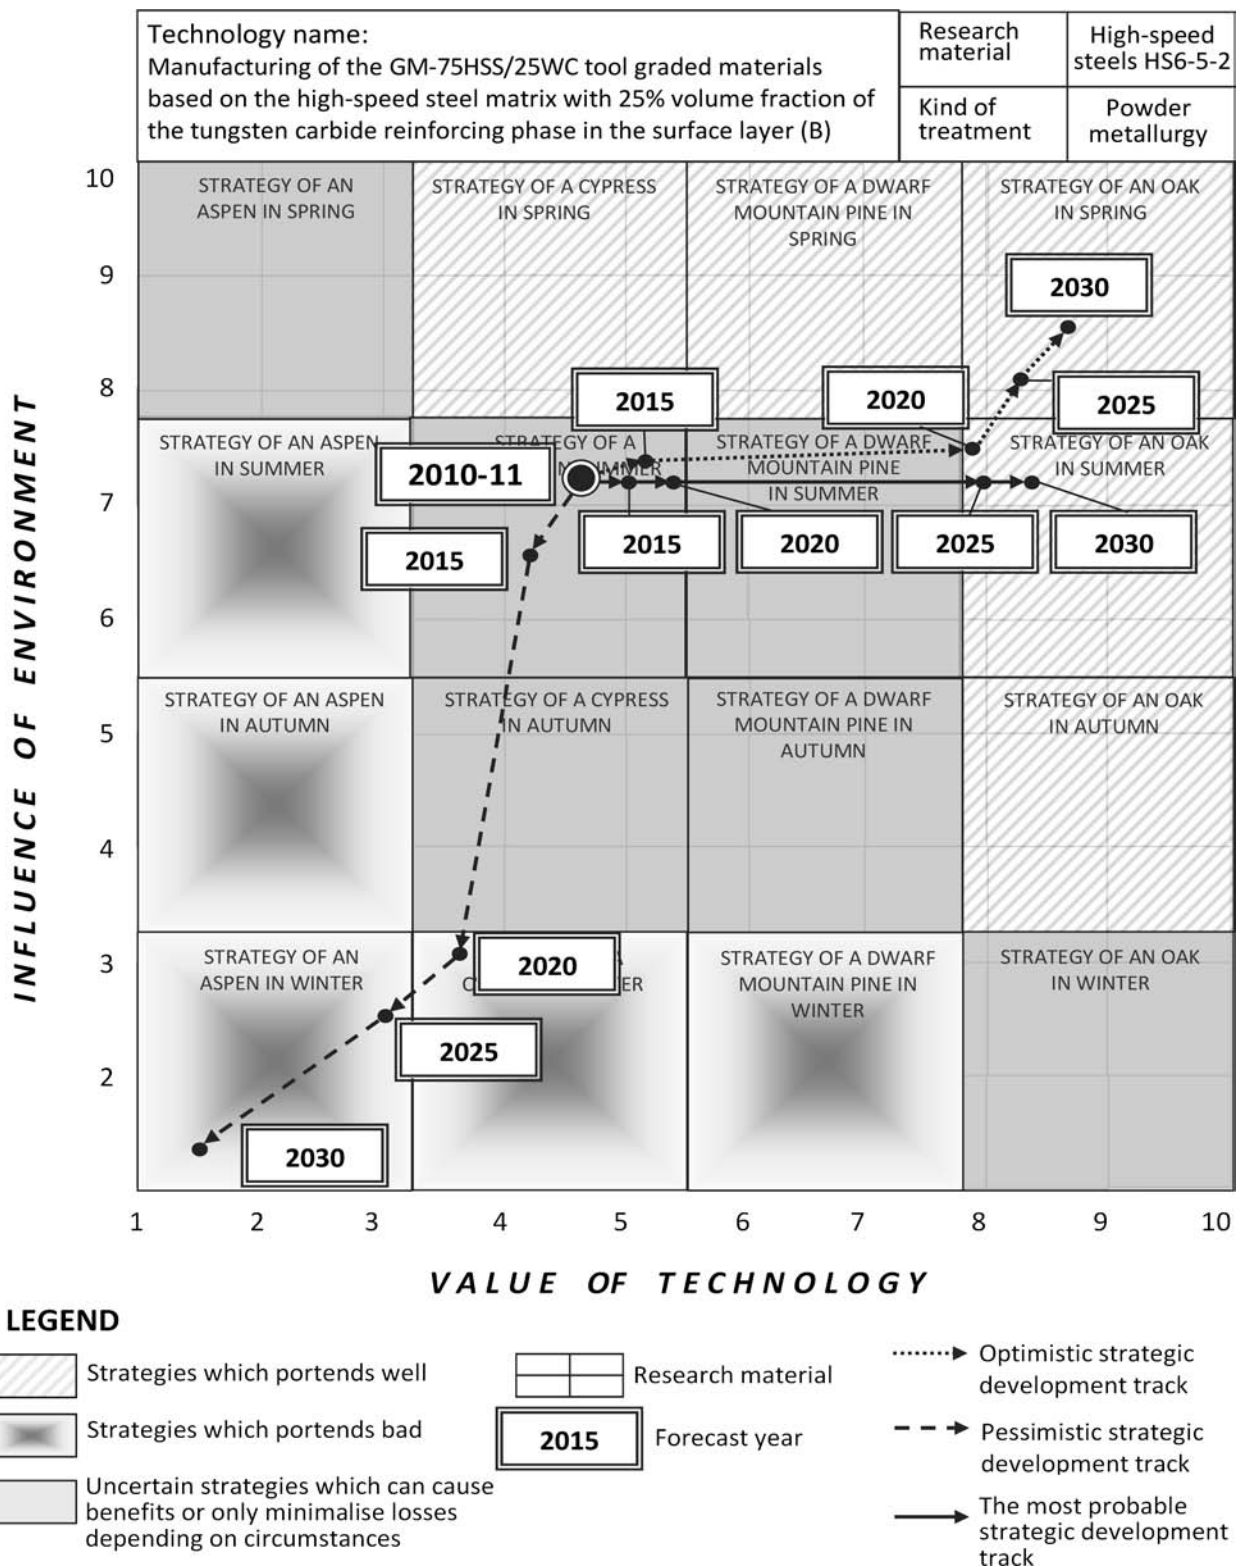 Technology name:
Manufacturing of the GM-75HSS/25WC tool graded materials
based on the high-speed steel matrix with 25% volume fraction of
the tungsten carbide reinforcing phase in the surface layer (B)
Research
material
High-speed
steels HS6-5-2
Kind of
treatment
Powder
metallurgy
INFLUENCE OF ENVIRONMENT
10
9
8
7
6
5
4
3
2
STRATEGY OF AN
ASPEN IN SPRING
STRATEGY OF A CYPRESS
IN SPRING
STRATEGY OF A DWARF
MOUNTAIN PINE IN
SPRING
STRATEGY OF AN OAK
IN SPRING
2030
2015
2020
2025
STRATEGY OF AN ASPEN
IN SUMMER
STRATEGY OF A
STRATEGY OF A DWARF
MOUNTAIN PINE
IN SUMMER
STRATEGY OF AN OAK
IN SUMMER
2010-11
2015
2015
2020
2025
2030
STRATEGY OF AN ASPEN
IN AUTUMN
STRATEGY OF A CYPRESS
IN AUTUMN
STRATEGY OF A DWARF
MOUNTAIN PINE IN
AUTUMN
STRATEGY OF AN OAK
IN AUTUMN
STRATEGY OF AN
ASPEN IN WINTER
2020
STRATEGY OF A DWARF
MOUNTAIN PINE IN
WINTER
STRATEGY OF AN OAK
IN WINTER
2025
2030
1
2
3
4
5
6
7
8
9
10
VALUE OF TECHNOLOGY
LEGEND
Strategies which portends well
Strategies which portends bad
Uncertain strategies which can cause
benefits or only minimalise losses
depending on circumstances
Research material
2015
Forecast year
Optimistic strategic
development track
Pessimistic strategic
development track
The most probable
strategic development
track